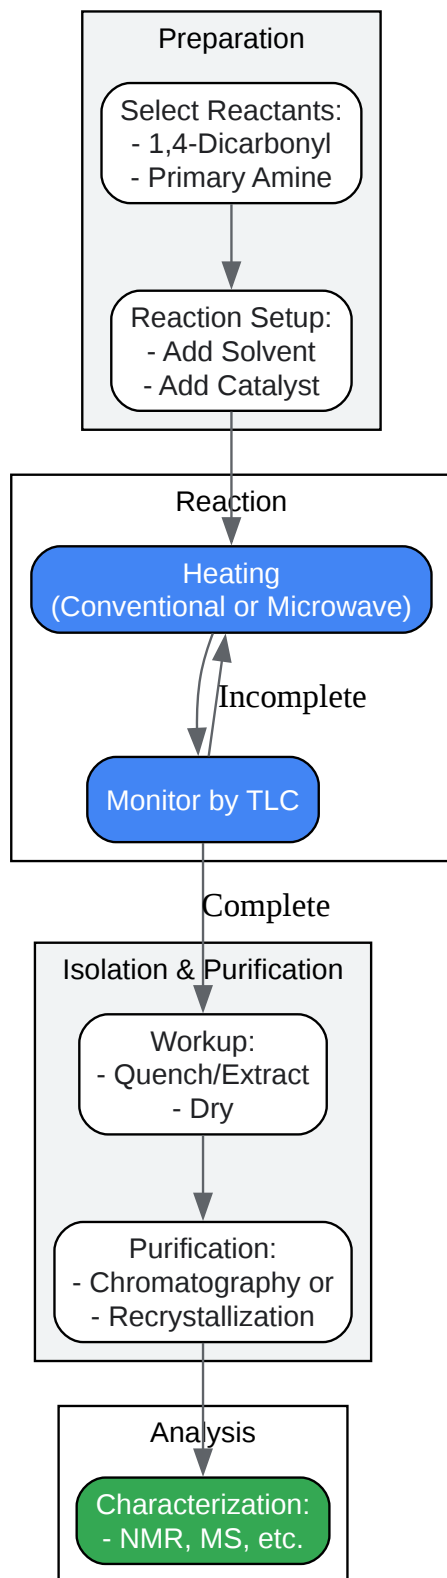 Preparation
Select Reactants:
- 1,4-Dicarbonyl
- Primary Amine
Reaction Setup:
- Add Solvent
- Add Catalyst
Reaction
Heating
(Conventional or Microwave)
Incomplete
Monitor by TLC
Complete
Isolation & Purification
Workup:
- Quench/Extract
- Dry
Purification:
- Chromatography or
- Recrystallization
Analysis
Characterization:
- NMR, MS, etc.